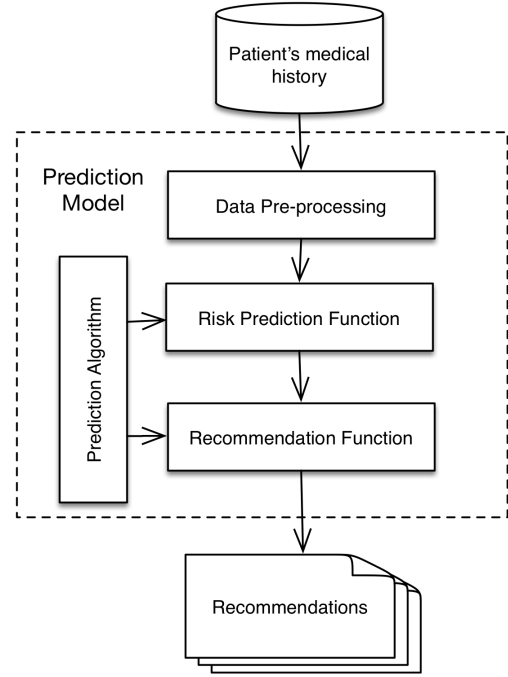 Patient's medical
history
Prediction
Model
Data Pre-processing
Prediction Algorithm
Risk Prediction Function
Recommendation Function
Recommendations